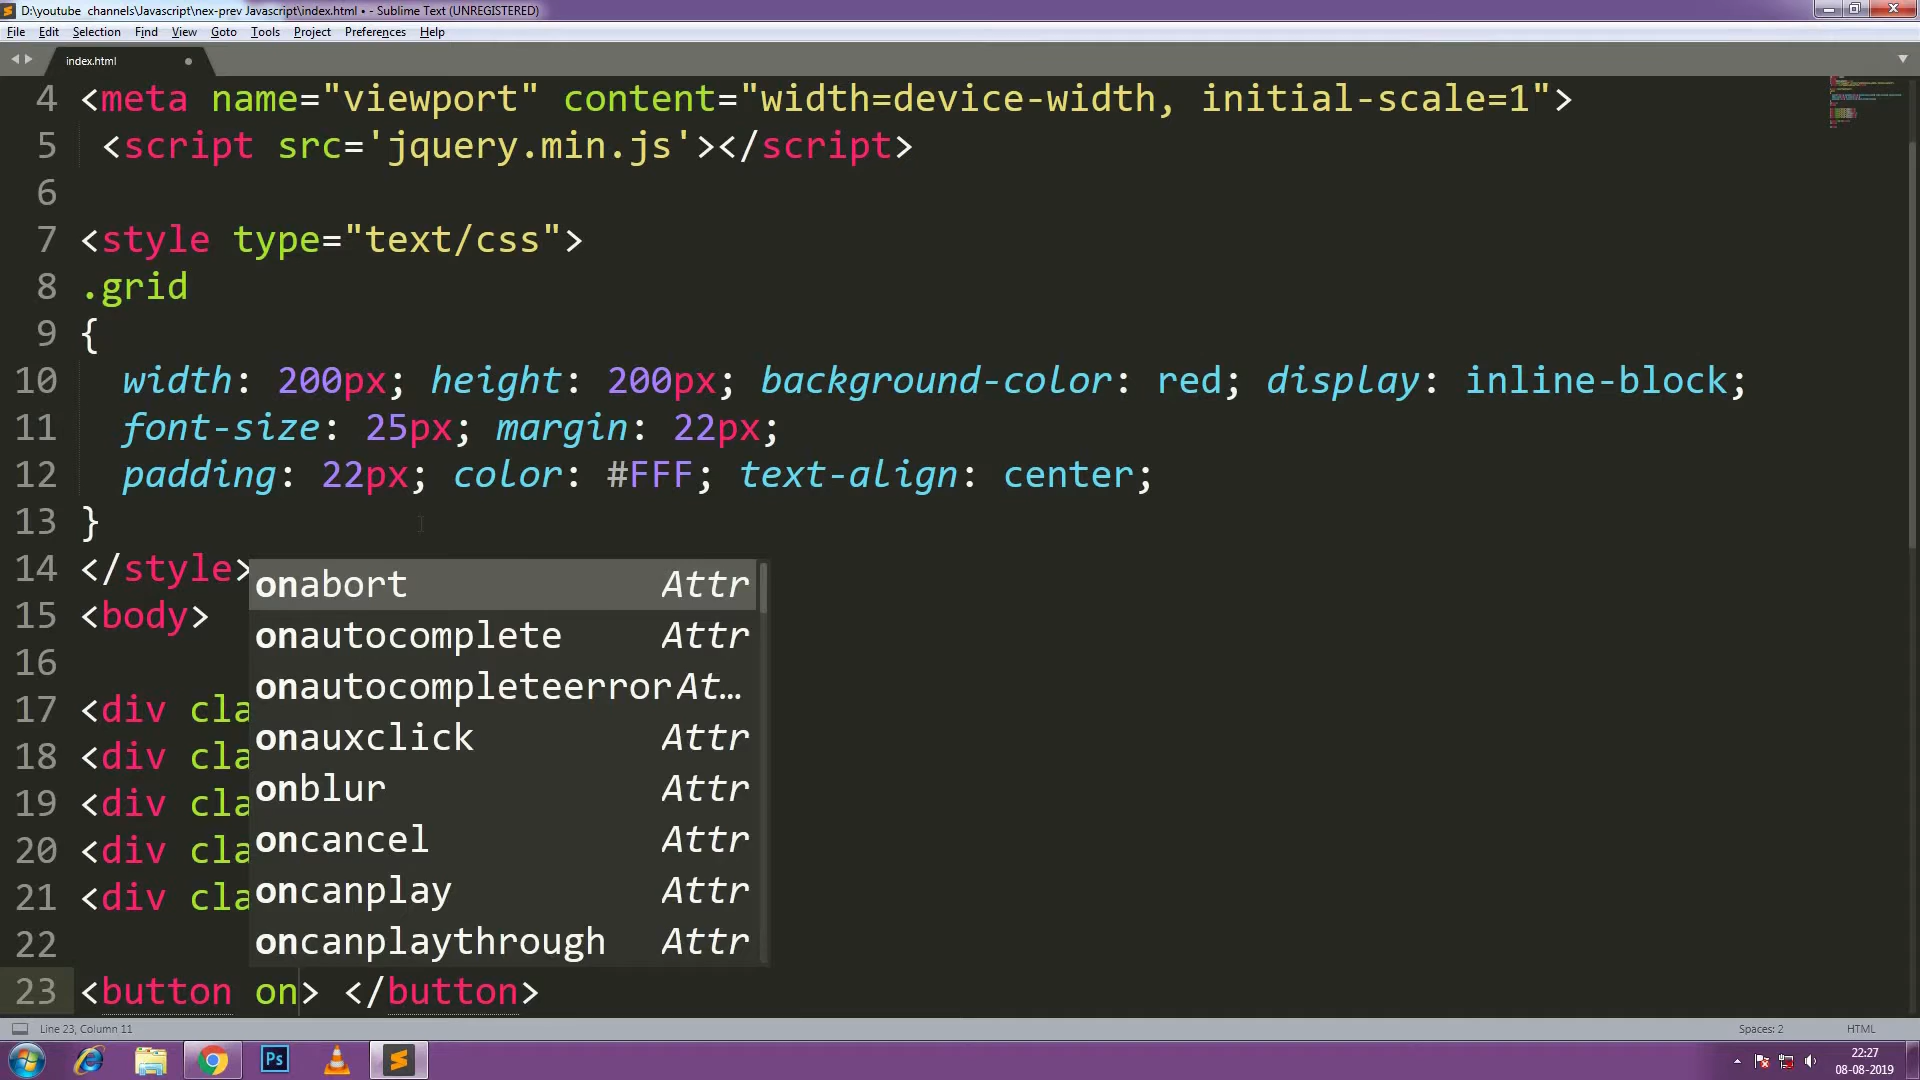 D:\youtube channels\Javascript\nex-prev Javascript\index.html • - Sublime Text (UNREGISTERED)
File Edit Selection Find View Goto Tools Project Preferences Help
index.html
4 <meta name="viewport" content="width=device-width, initial-scale=1">
5 <script src='jquery.min.js'></script>
6
7 <style type="text/css">
8 .grid
9 {
10 width: 200px; height: 200px; background-color: red; display: inline-block;
11 font-size: 25px; margin: 22px;
12 padding: 22px; color: #FFF; text-align: center;
13 }
14 </style>
15 <body>
16
17 <div cla
18 <div cla
19 <div cla
20 <div cla
21 <div cla
22
23 <button on> </button>
onabort Attr
onautocomplete Attr
onautocompleteerror At…
onauxclick Attr
onblur Attr
oncancel Attr
oncanplay Attr
oncanplaythrough Attr
Line 23, Column 11
Spaces: 2
HTML
Ps
22:27
08-08-2019